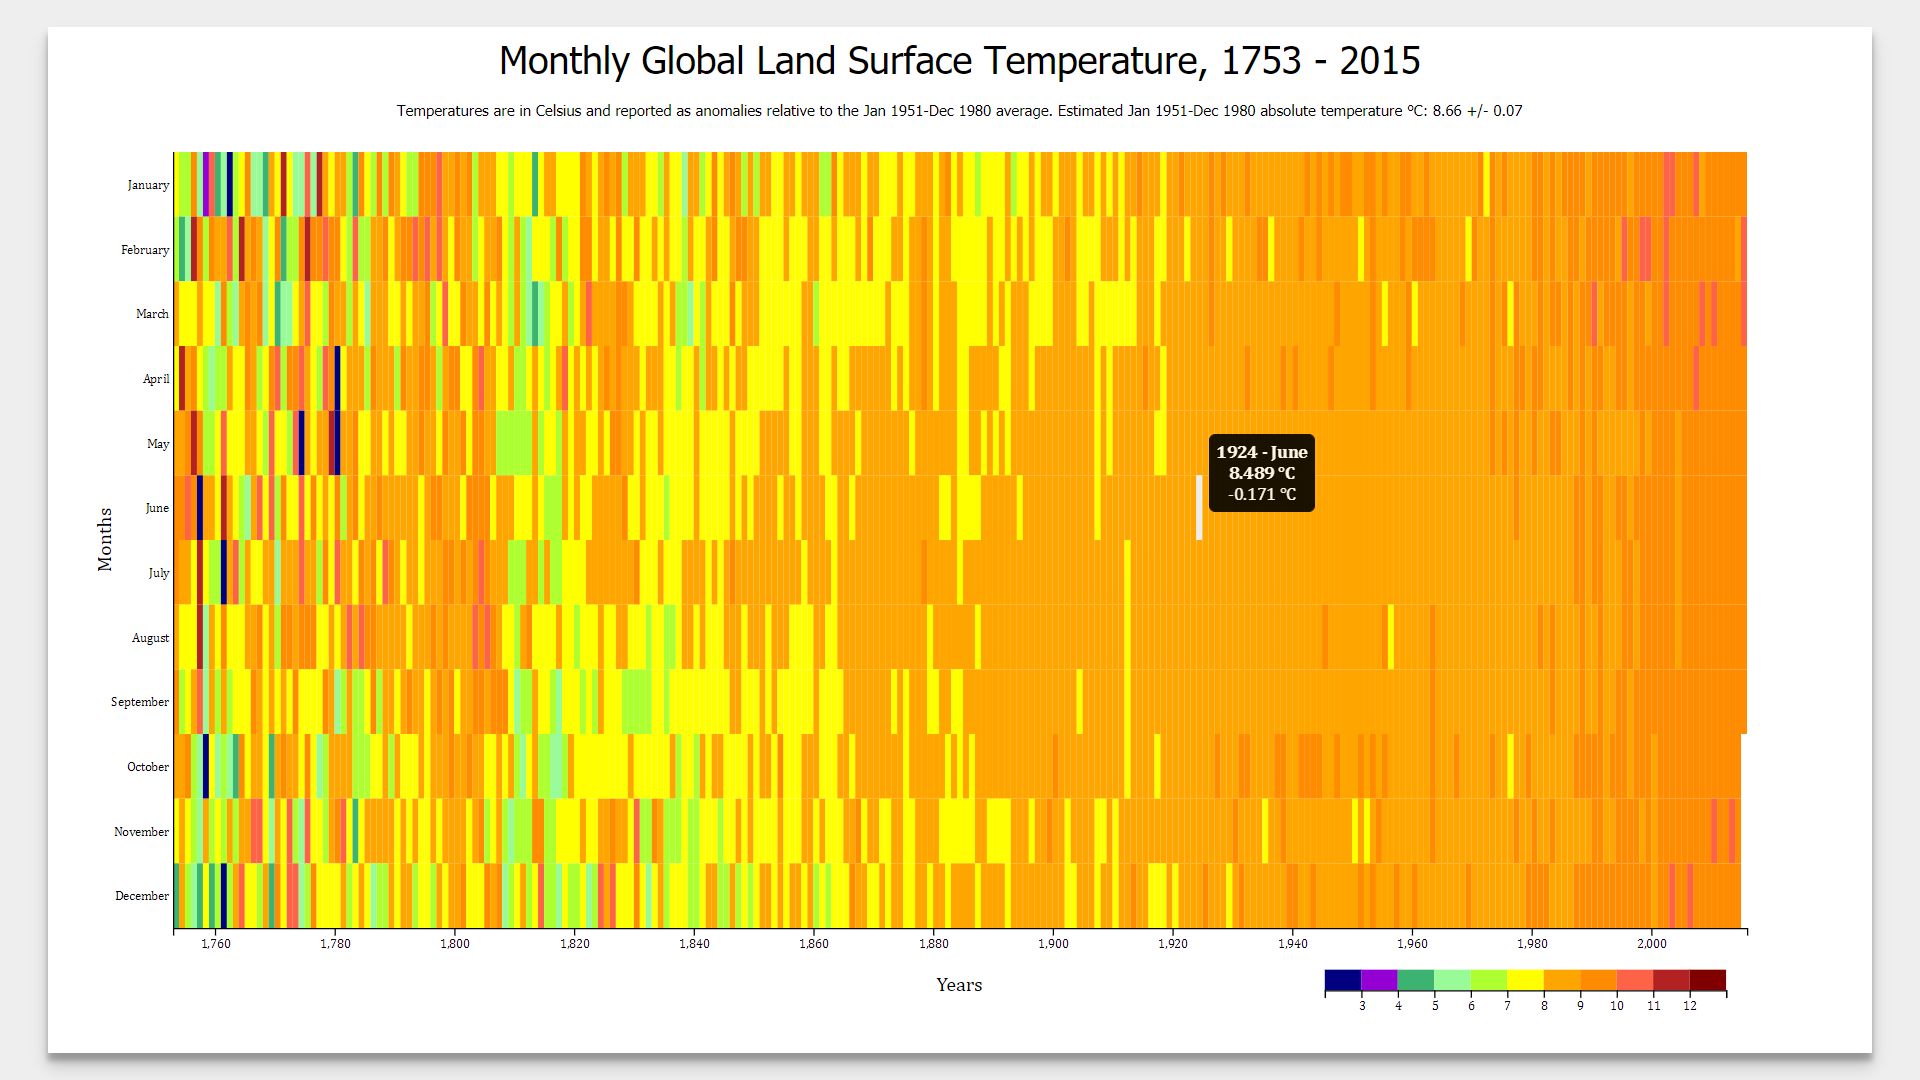 Monthly Global Land Surface Temperature, 1753 - 2015
Temperatures are in Celsius and reported as anomalies relative to the Jan 1951-Dec 1980 average. Estimated Jan 1951-Dec 1980 absolute temperature ºC: 8.66 +/- 0.07
January
February
March
April
May
June
July
August
September
October
November
December
Months
1924 - June
8.489 ºC
-0.171 ºC
1,760 1,780 1,800 1,820 1,840 1,860 1,880 1,900 1,920 1,940 1,960 1,980 2,000
Years
3 4 5 6 7 8 9 10 11 12